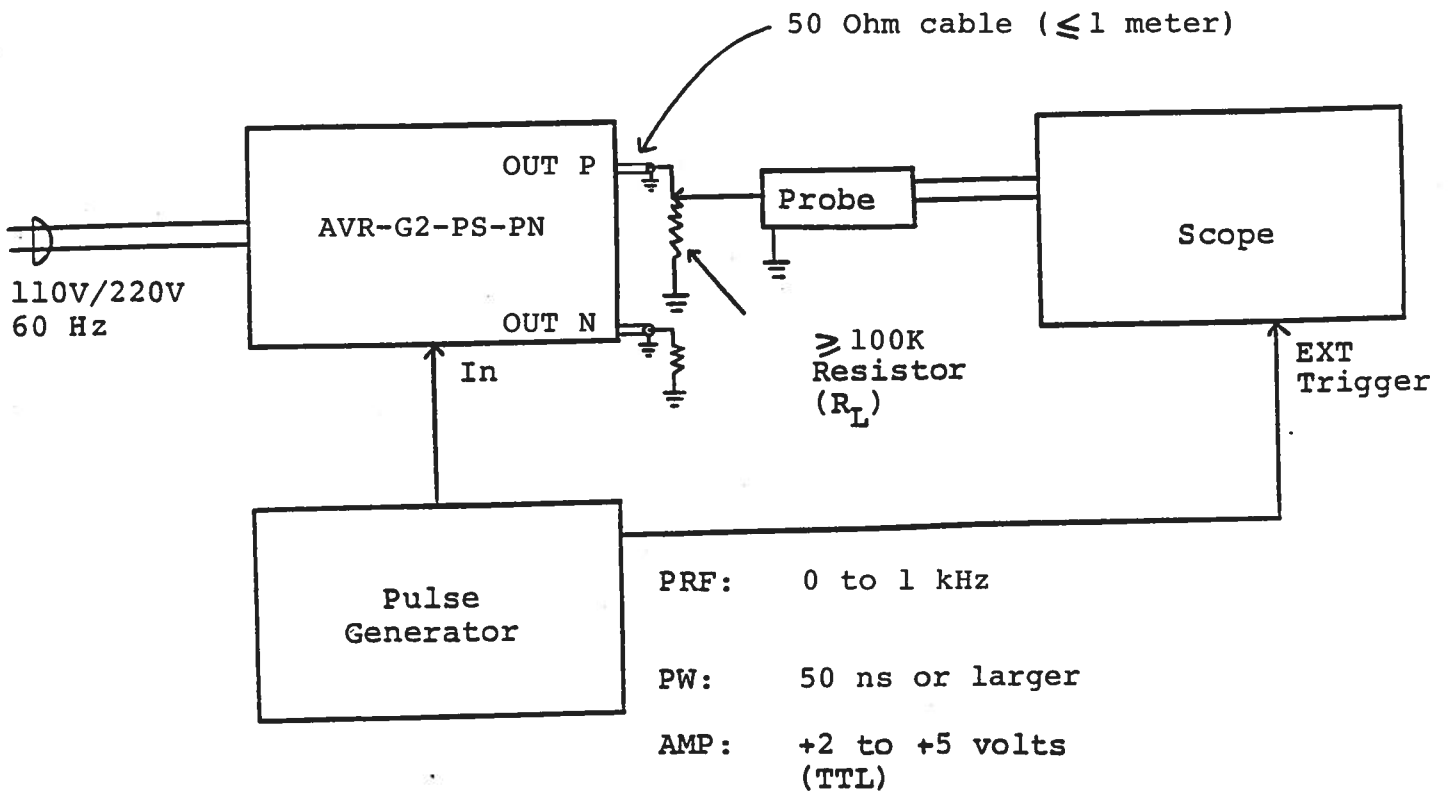 50 Ohm cable (≤1 meter)
OUT P
AVR-G2-PS-PN
OUT N
110V/220V
60 Hz
In
Probe
Scope
≥100K
Resistor
(RL)
EXT
Trigger
Pulse
Generator
PRF: 0 to 1 kHz
PW: 50 ns or larger
AMP: +2 to +5 volts
(TTL)